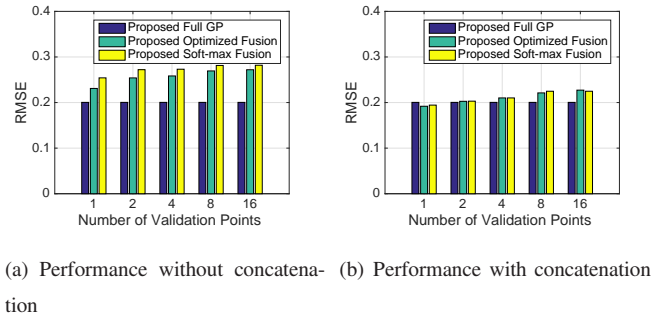 0.4
0.3
0.2
0.1
0
RMSE
Proposed Full GP
Proposed Optimized Fusion
Proposed Soft-max Fusion
1 2 4 8 16
Number of Validation Points
0.4
0.3
0.2
0.1
0
RMSE
Proposed Full GP
Proposed Optimized Fusion
Proposed Soft-max Fusion
1 2 4 8 16
Number of Validation Points
(a) Performance without concatena-
tion
(b) Performance with concatenation